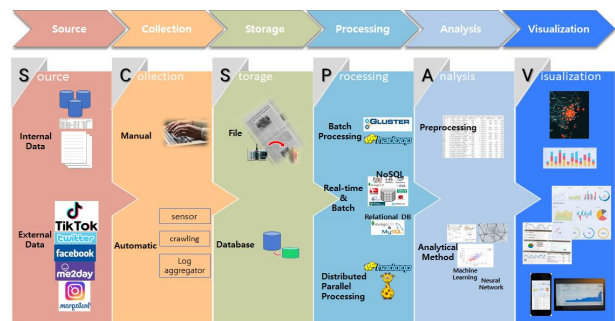 Source
Collection
Storage
Processing
Analysis
Visualization
Source
Internal
Data
TikTok
twitter
External
Data
facebook
me2day
Collection
Manual
Automatic
sensor
crawling
Log
aggregator
Storage
File
Database
Processing
Batch
Processing
GLUSTER
hadoop
NoSQL
Real-time
&
Batch
Relational DB
MySQL
hadoop
Distributed
Parallel
Processing
Analysis
Preprocessing
Analytical
Method
Machine
Learning
Neural
Network
Visualization